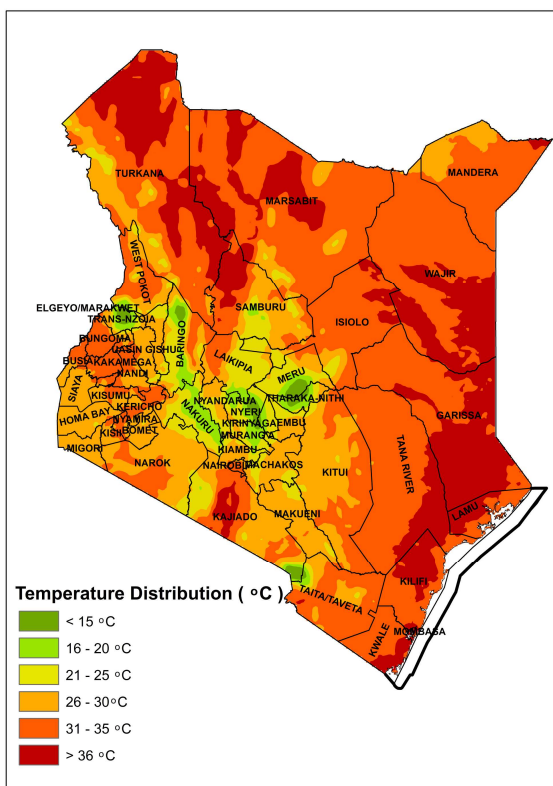 TURKANA
MARSABIT
MANDERA
WAJIR
WEST POKOT
SAMBURU
ISIOLO
ELGEYO/MARAKWET
TRANS-NZOIA
BARINGO
BUNGOMA
UASIN GISHU
LAIKIPIA
MERU
BUSIA
KAKAMEGA
NANDI
SIAYA
KISUMU
NYANDARUA
THARAKA-NITHI
GARISSA
KERICHO
NAKURU
NYERI
HOMA BAY
NYAMIRA
KIRINYAGA
EMBU
KISII
BOMET
MURANG'A
TANA RIVER
MIGORI
KIAMBU
NAROK
NAIROBI
MACHAKOS
KITUI
LAMU
KAJIADO
MAKUENI
KILIFI
TAITA/TAVETA
MOMBASA
KWALE
Temperature Distribution ( ºC )
< 15 ºC
16 - 20 ºC
21 - 25 ºC
26 - 30ºC
31 - 35 ºC
> 36 ºC